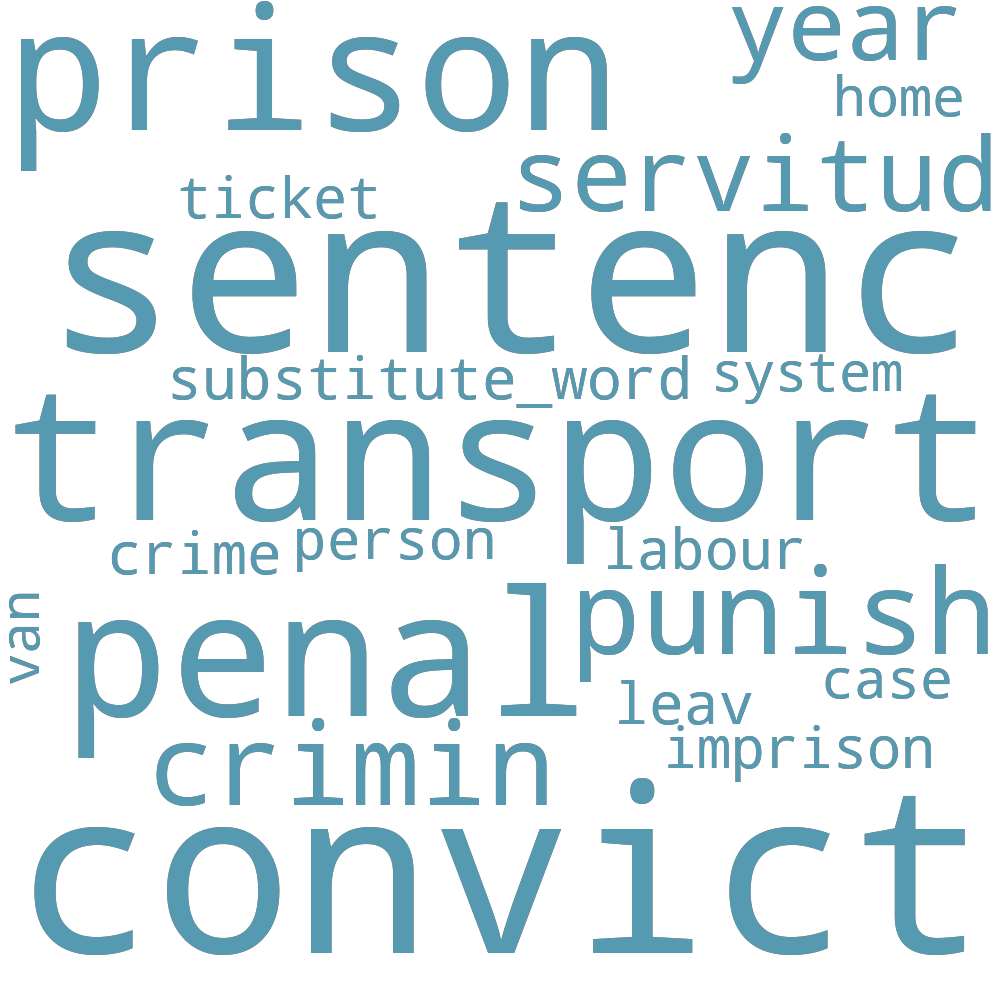 prison
year
home
servitud
ticket
sentenc
substitute_word
system
transport
crime
person
labour
van
penal
punish
case
leav
crimin
imprison
convict